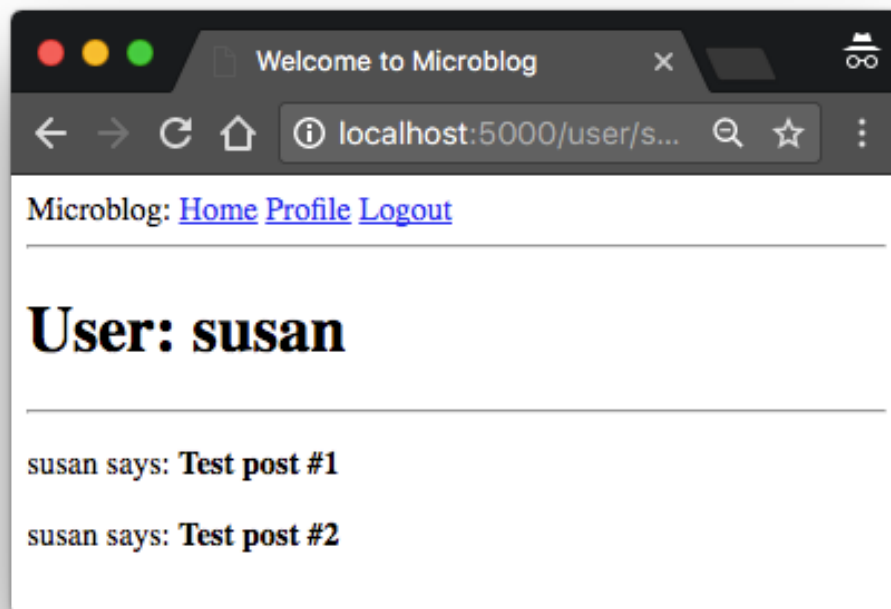 Welcome to Microblog
localhost:5000/user/s...
Microblog: Home Profile Logout
User: susan
susan says: Test post #1
susan says: Test post #2